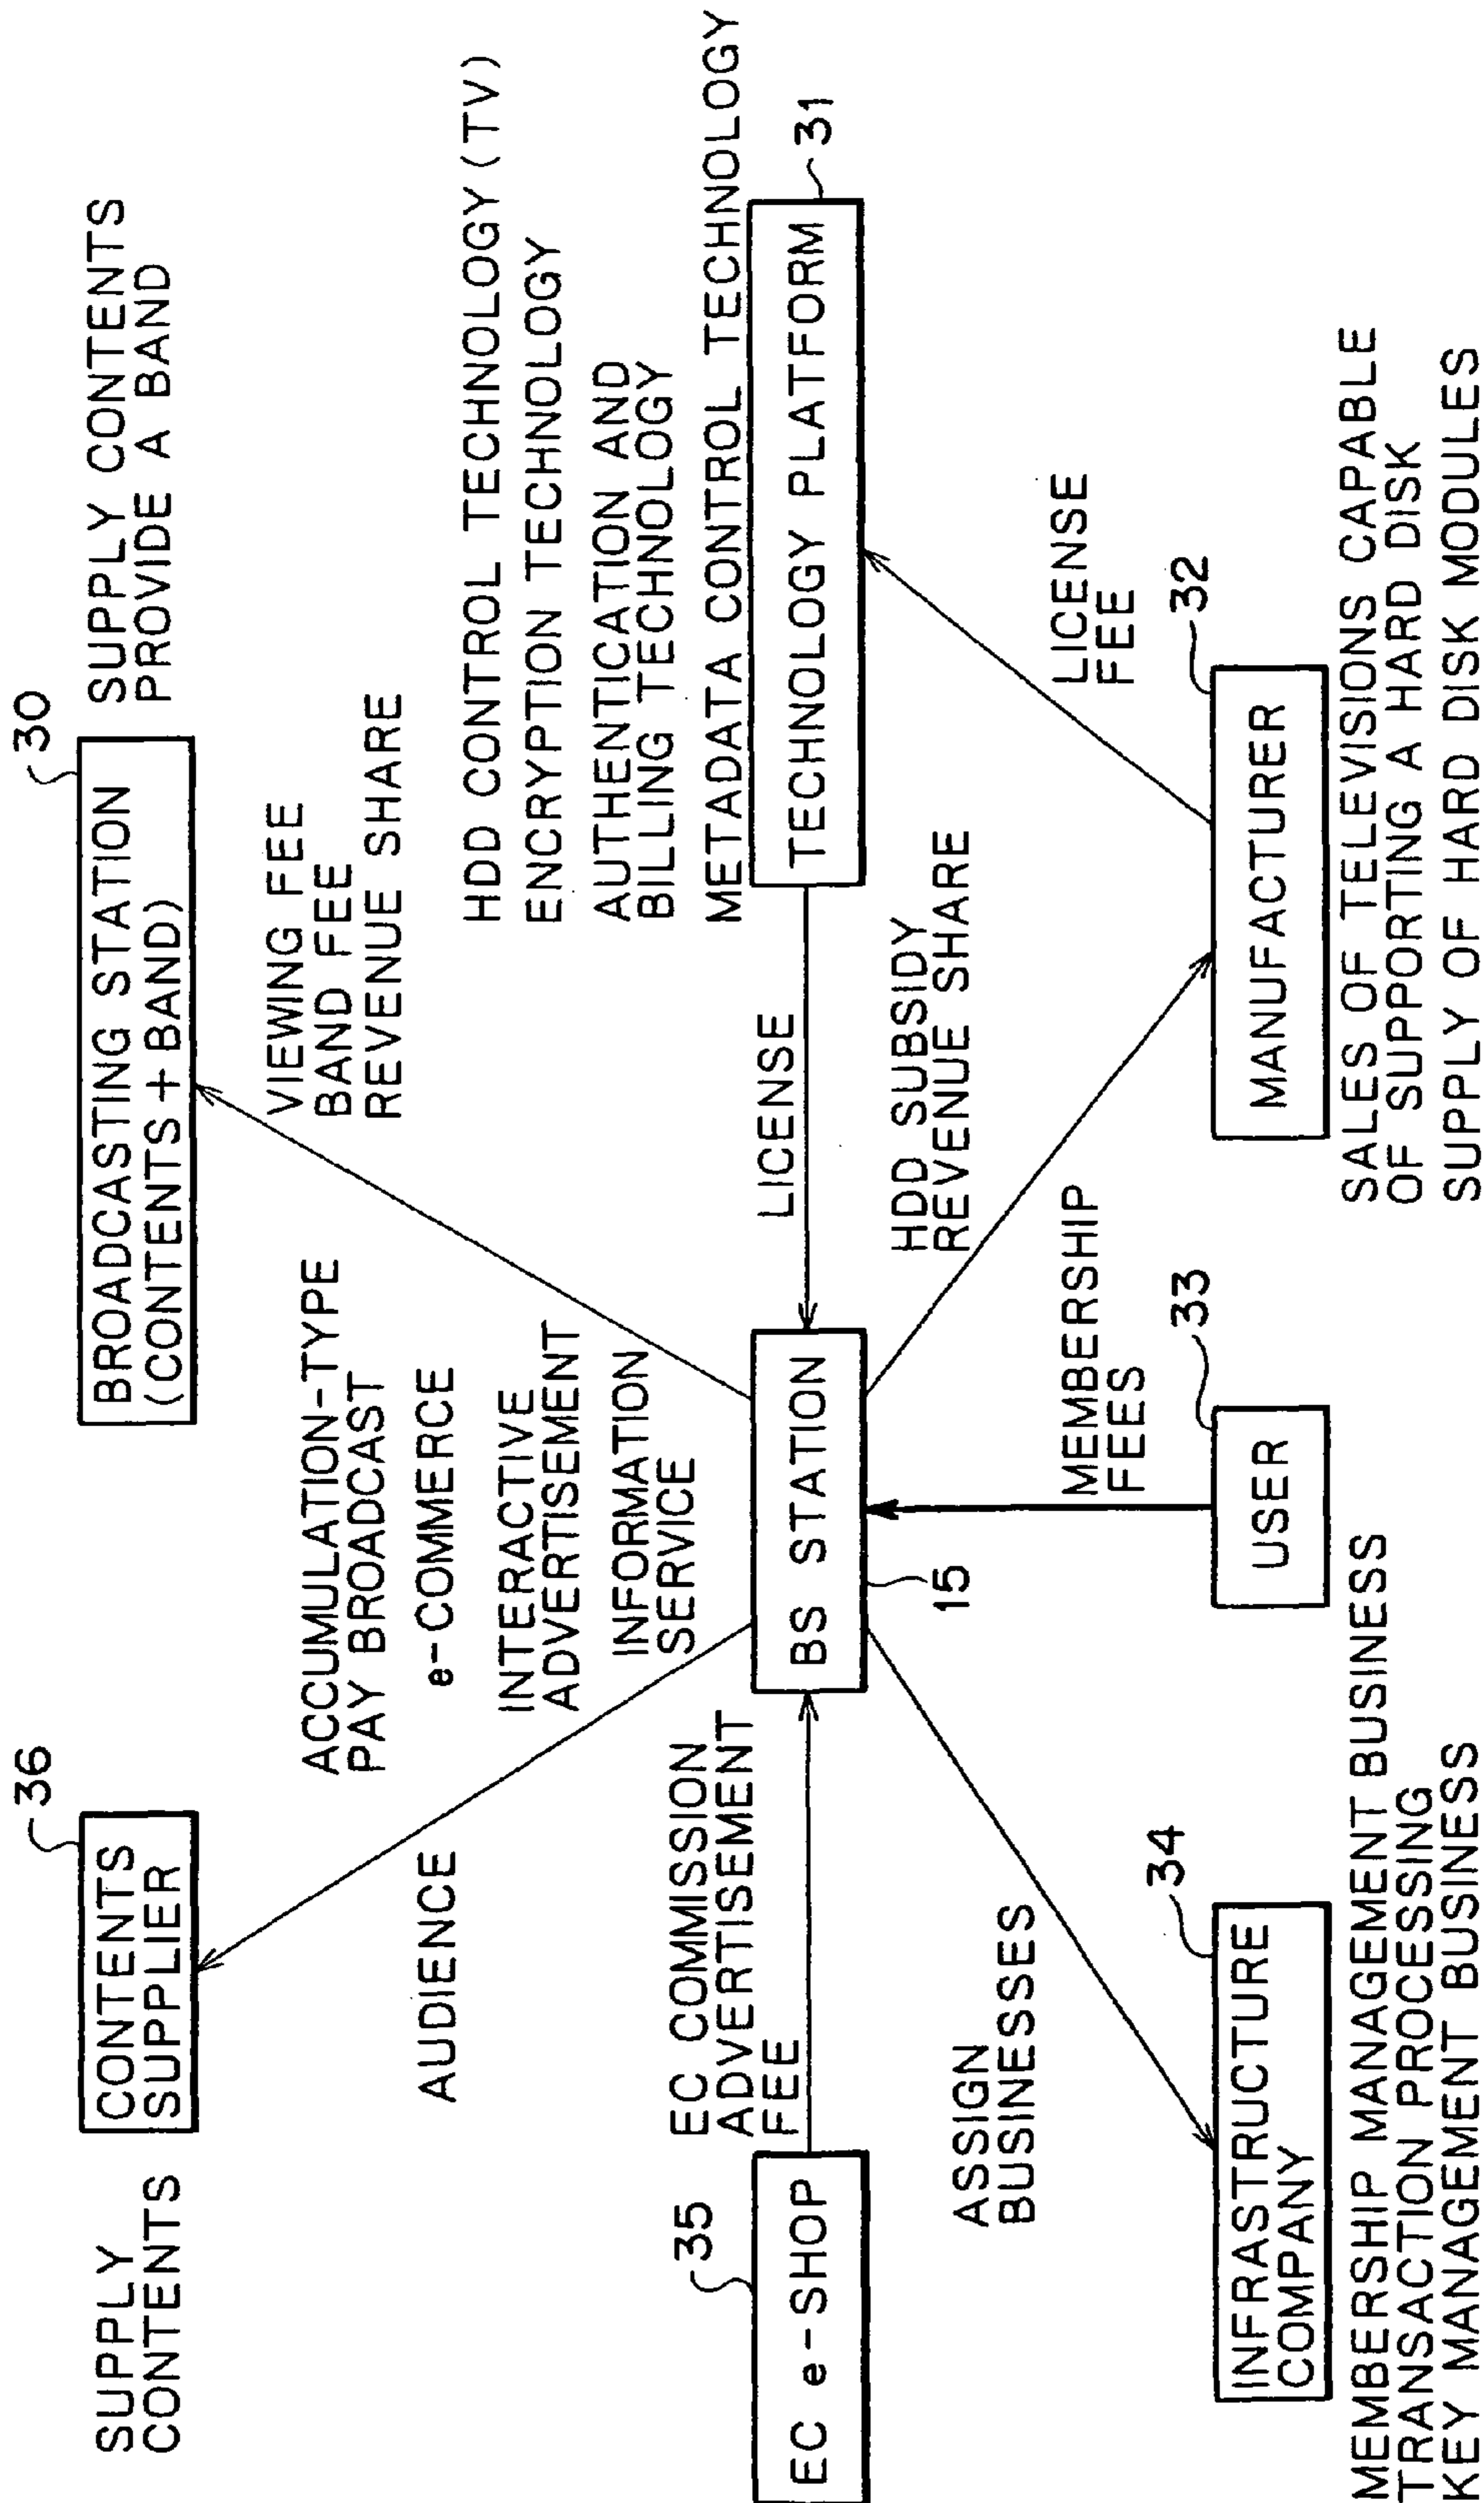 36
SUPPLY
CONTENTS
CONTENTS
SUPPLIER
30
BROADCASTING STATION
(CONTENTS+BAND)
SUPPLY CONTENTS
PROVIDE A BAND
AUDIENCE
ACCUMULATION-TYPE
PAY BROADCAST
e-COMMERCE
INTERACTIVE
ADVERTISEMENT
INFORMATION
SERVICE
VIEWING FEE
BAND FEE
REVENUE SHARE
HDD CONTROL TECHNOLOGY(TV)
ENCRYPTION TECHNOLOGY
AUTHENTICATION AND
BILLING TECHNOLOGY
METADATA CONTROL TECHNOLOGY
35
EC e-SHOP
EC COMMISSION
ADVERTISEMENT
FEE
BS STATION
15
LICENSE
TECHNOLOGY PLATFORM
31
ASSIGN
BUSINESSES
MEMBERSHIP
FEES
HDD SUBSIDY
REVENUE SHARE
LICENSE
FEE
34
INFRASTRUCTURE
COMPANY
MEMBERSHIP MANAGEMENT BUSINESS
TRANSACTION PROCESSING
KEY MANAGEMENT BUSINESS
33
USER
32
MANUFACTURER
SALES OF TELEVISIONS CAPABLE
OF SUPPORTING A HARD DISK
SUPPLY OF HARD DISK MODULES